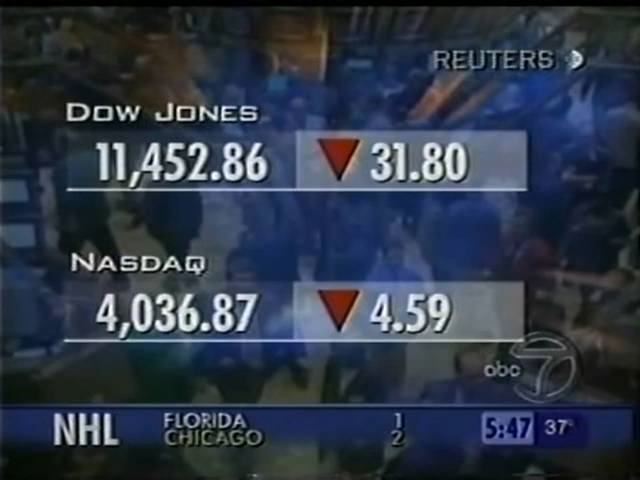 REUTERS
DOW JONES
11,452.86 ▼ 31.80
NASDAQ
4,036.87 ▼ 4.59
abc 7
NHL FLORIDA 1
CHICAGO 2
5:47 37°